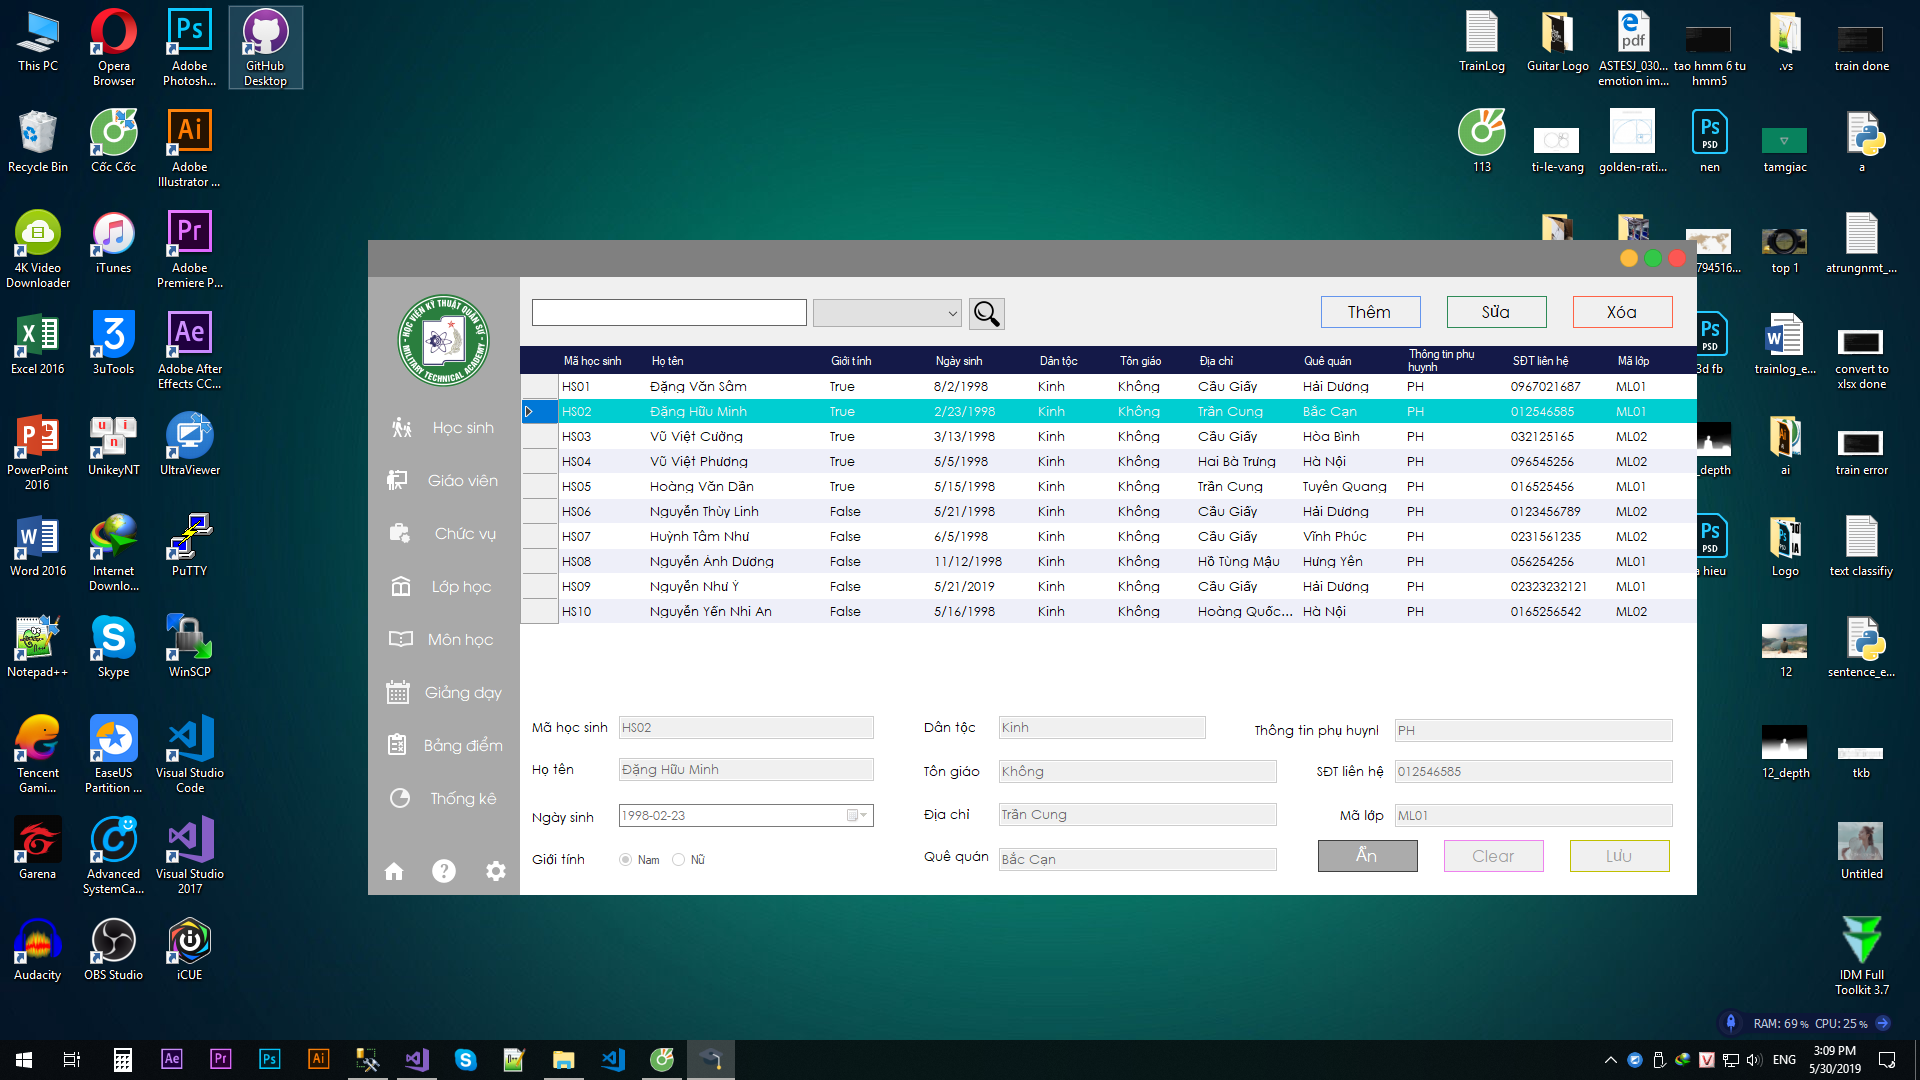 This PC
Opera Browser
Adobe Photosh...
GitHub Desktop
TrainLog
Guitar Logo
ASTESJ_030... emotion im...
tao hmm 6 tu hmm5
.vs
train done
Recycle Bin
Cốc Cốc
Adobe Illustrator ...
113
ti-le-vang
golden-rati...
nen
tamgiac
a
4K Video Downloader
iTunes
Adobe Premiere P...
794516...
top 1
atrungnmt_...
Excel 2016
3uTools
Adobe After Effects CC...
3d fb
trainlog_e...
convert to xlsx done
PowerPoint 2016
UnikeyNT
UltraViewer
_depth
ai
train error
Word 2016
Internet Downlo...
PuTTY
hieu
Logo
text classifiy
Notepad++
Skype
WinSCP
12
sentence_e...
Tencent Gami...
EaseUS Partition ...
Visual Studio Code
12_depth
tkb
Garena
Advanced SystemCa...
Visual Studio 2017
Untitled
Audacity
OBS Studio
iCUE
IDM Full Toolkit 3.7
HỌC VIỆN KỸ THUẬT QUÂN SỰ
MILITARY TECHNICAL ACADEMY
Học sinh
Giáo viên
Chức vụ
Lớp học
Môn học
Giảng dạy
Bảng điểm
Thống kê
Thêm
Sửa
Xóa
Mã học sinh Họ tên Giới tính Ngày sinh Dân tộc Tôn giáo Địa chỉ Quê quán Thông tin phụ huynh SĐT liên hệ Mã lớp
HS01 Đặng Văn Sâm True 8/2/1998 Kinh Không Cầu Giấy Hải Dương PH 0967021687 ML01
HS02 Đặng Hữu Minh True 2/23/1998 Kinh Không Trần Cung Bắc Cạn PH 012546585 ML01
HS03 Vũ Việt Cường True 3/13/1998 Kinh Không Cầu Giấy Hòa Bình PH 032125165 ML02
HS04 Vũ Việt Phương True 5/5/1998 Kinh Không Hai Bà Trưng Hà Nội PH 096545256 ML02
HS05 Hoàng Văn Dần True 5/15/1998 Kinh Không Trần Cung Tuyên Quang PH 016525456 ML01
HS06 Nguyễn Thùy Linh False 5/21/1998 Kinh Không Cầu Giấy Hải Dương PH 0123456789 ML02
HS07 Huỳnh Tâm Như False 6/5/1998 Kinh Không Cầu Giấy Vĩnh Phúc PH 0231561235 ML02
HS08 Nguyễn Ánh Dương False 11/12/1998 Kinh Không Hồ Tùng Mậu Hưng Yên PH 056254256 ML01
HS09 Nguyễn Như Ý False 5/21/2019 Kinh Không Cầu Giấy Hải Dương PH 02323232121 ML01
HS10 Nguyễn Yến Nhi An False 5/16/1998 Kinh Không Hoàng Quốc... Hà Nội PH 0165256542 ML02
Mã học sinh HS02
Họ tên Đặng Hữu Minh
Ngày sinh 1998-02-23
Giới tính Nam Nữ
Dân tộc Kinh
Tôn giáo Không
Địa chỉ Trần Cung
Quê quán Bắc Cạn
Thông tin phụ huynl PH
SĐT liên hệ 012546585
Mã lớp ML01
Ẩn
Clear
Lưu
RAM: 69 % CPU: 25 %
ENG
3:09 PM
5/30/2019